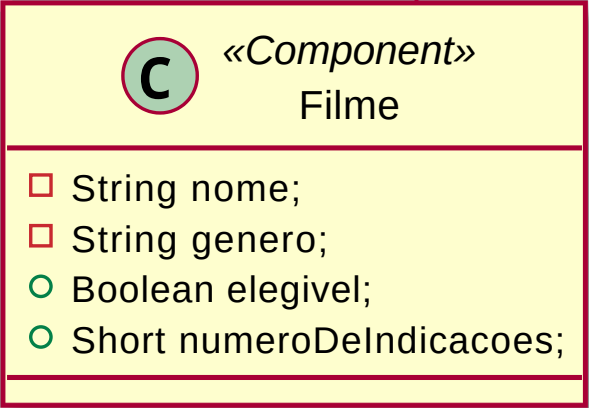 C
«Component»
Filme
String nome;
String genero;
Boolean elegivel;
Short numeroDeIndicacoes;